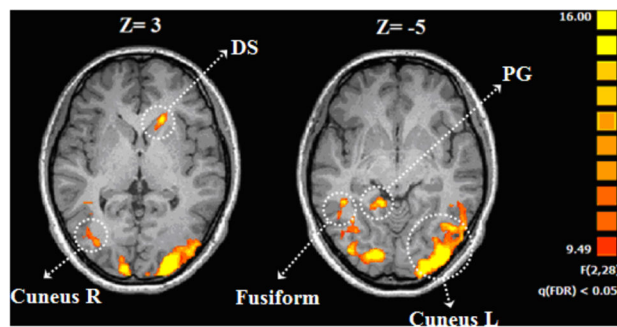 Z= 3
Z= -5
16.00
DS
PG
9.49
F(2,28)
q(FDR) < 0.05
Cuneus R
Fusiform
Cuneus L